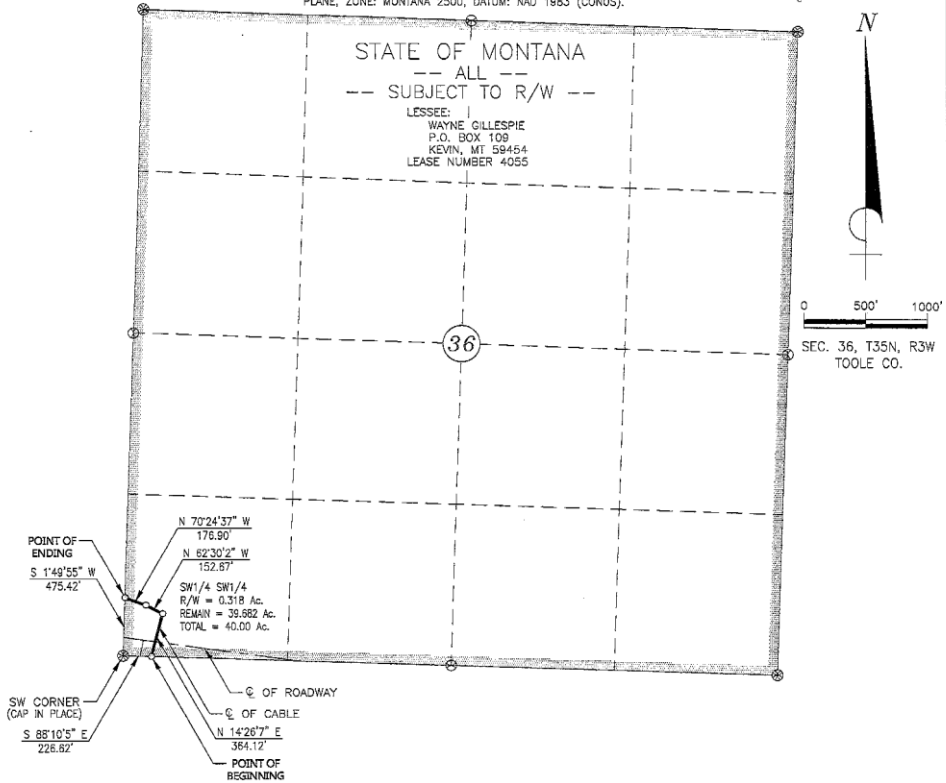 PLANE, ZONE: MONTANA 2500, DATUM: NAD 1983 (CONUS).
STATE OF MONTANA
-- ALL --
-- SUBJECT TO R/W --
LESSEE:
WAYNE GILLESPIE
P.O. BOX 109
KEVIN, MT 59454
LEASE NUMBER 4055
N
0 500' 1000'
SEC. 36, T35N, R3W
TOOLE CO.
36
N 70°24'37" W
176.90'
POINT OF
ENDING
N 62°30'2" W
152.67'
S 1°49'55" W
475.42'
SW1/4 SW1/4
R/W = 0.318 Ac.
REMAIN = 39.682 Ac.
TOTAL = 40.00 Ac.
℄ OF ROADWAY
SW CORNER
(CAP IN PLACE)
℄ OF CABLE
S 88°10'5" E
226.62'
N 14°26'7" E
364.12'
POINT OF
BEGINNING